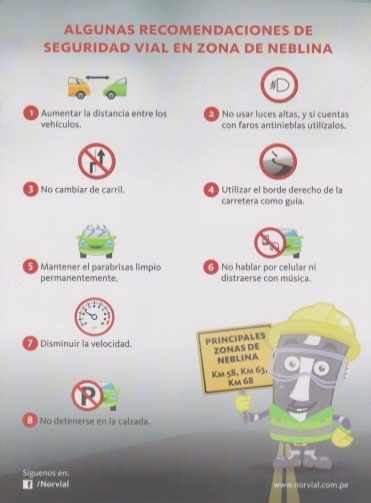 ALGUNAS RECOMENDACIONES DE
SEGURIDAD VIAL EN ZONA DE NEBLINA
1 Aumentar la distancia entre los
vehículos.
2 No usar luces altas, y si cuentas
con faros antinieblas utilízalos.
3 No cambiar de carril.
4 Utilizar el borde derecho de la
carretera como guía.
5 Mantener el parabrisas limpio
permanentemente.
6 No hablar por celular ni
distraerse con música.
7 Disminuir la velocidad.
P
8 No detenerse en la calzada.
PRINCIPALES
ZONAS DE
NEBLINA
KM 58, KM 63,
KM 68
Síguenos en:
f /Norvial
www.norvial.com.pe